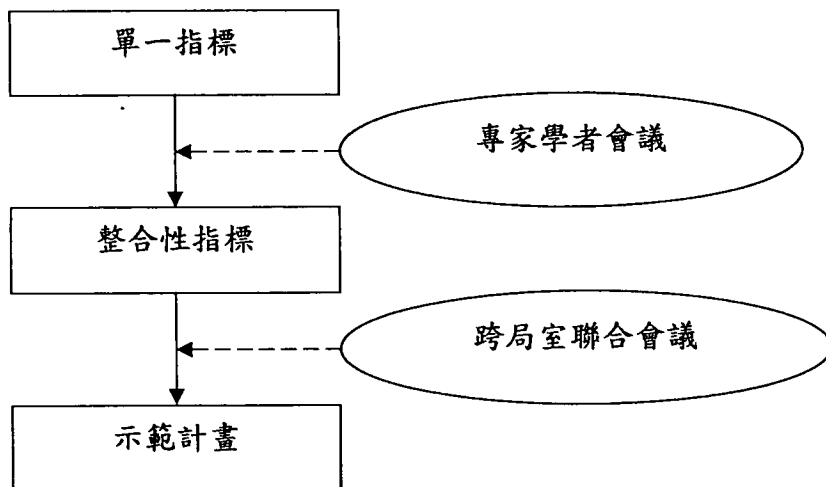 單一指標
專家學者會議
整合性指標
跨局室聯合會議
示範計畫